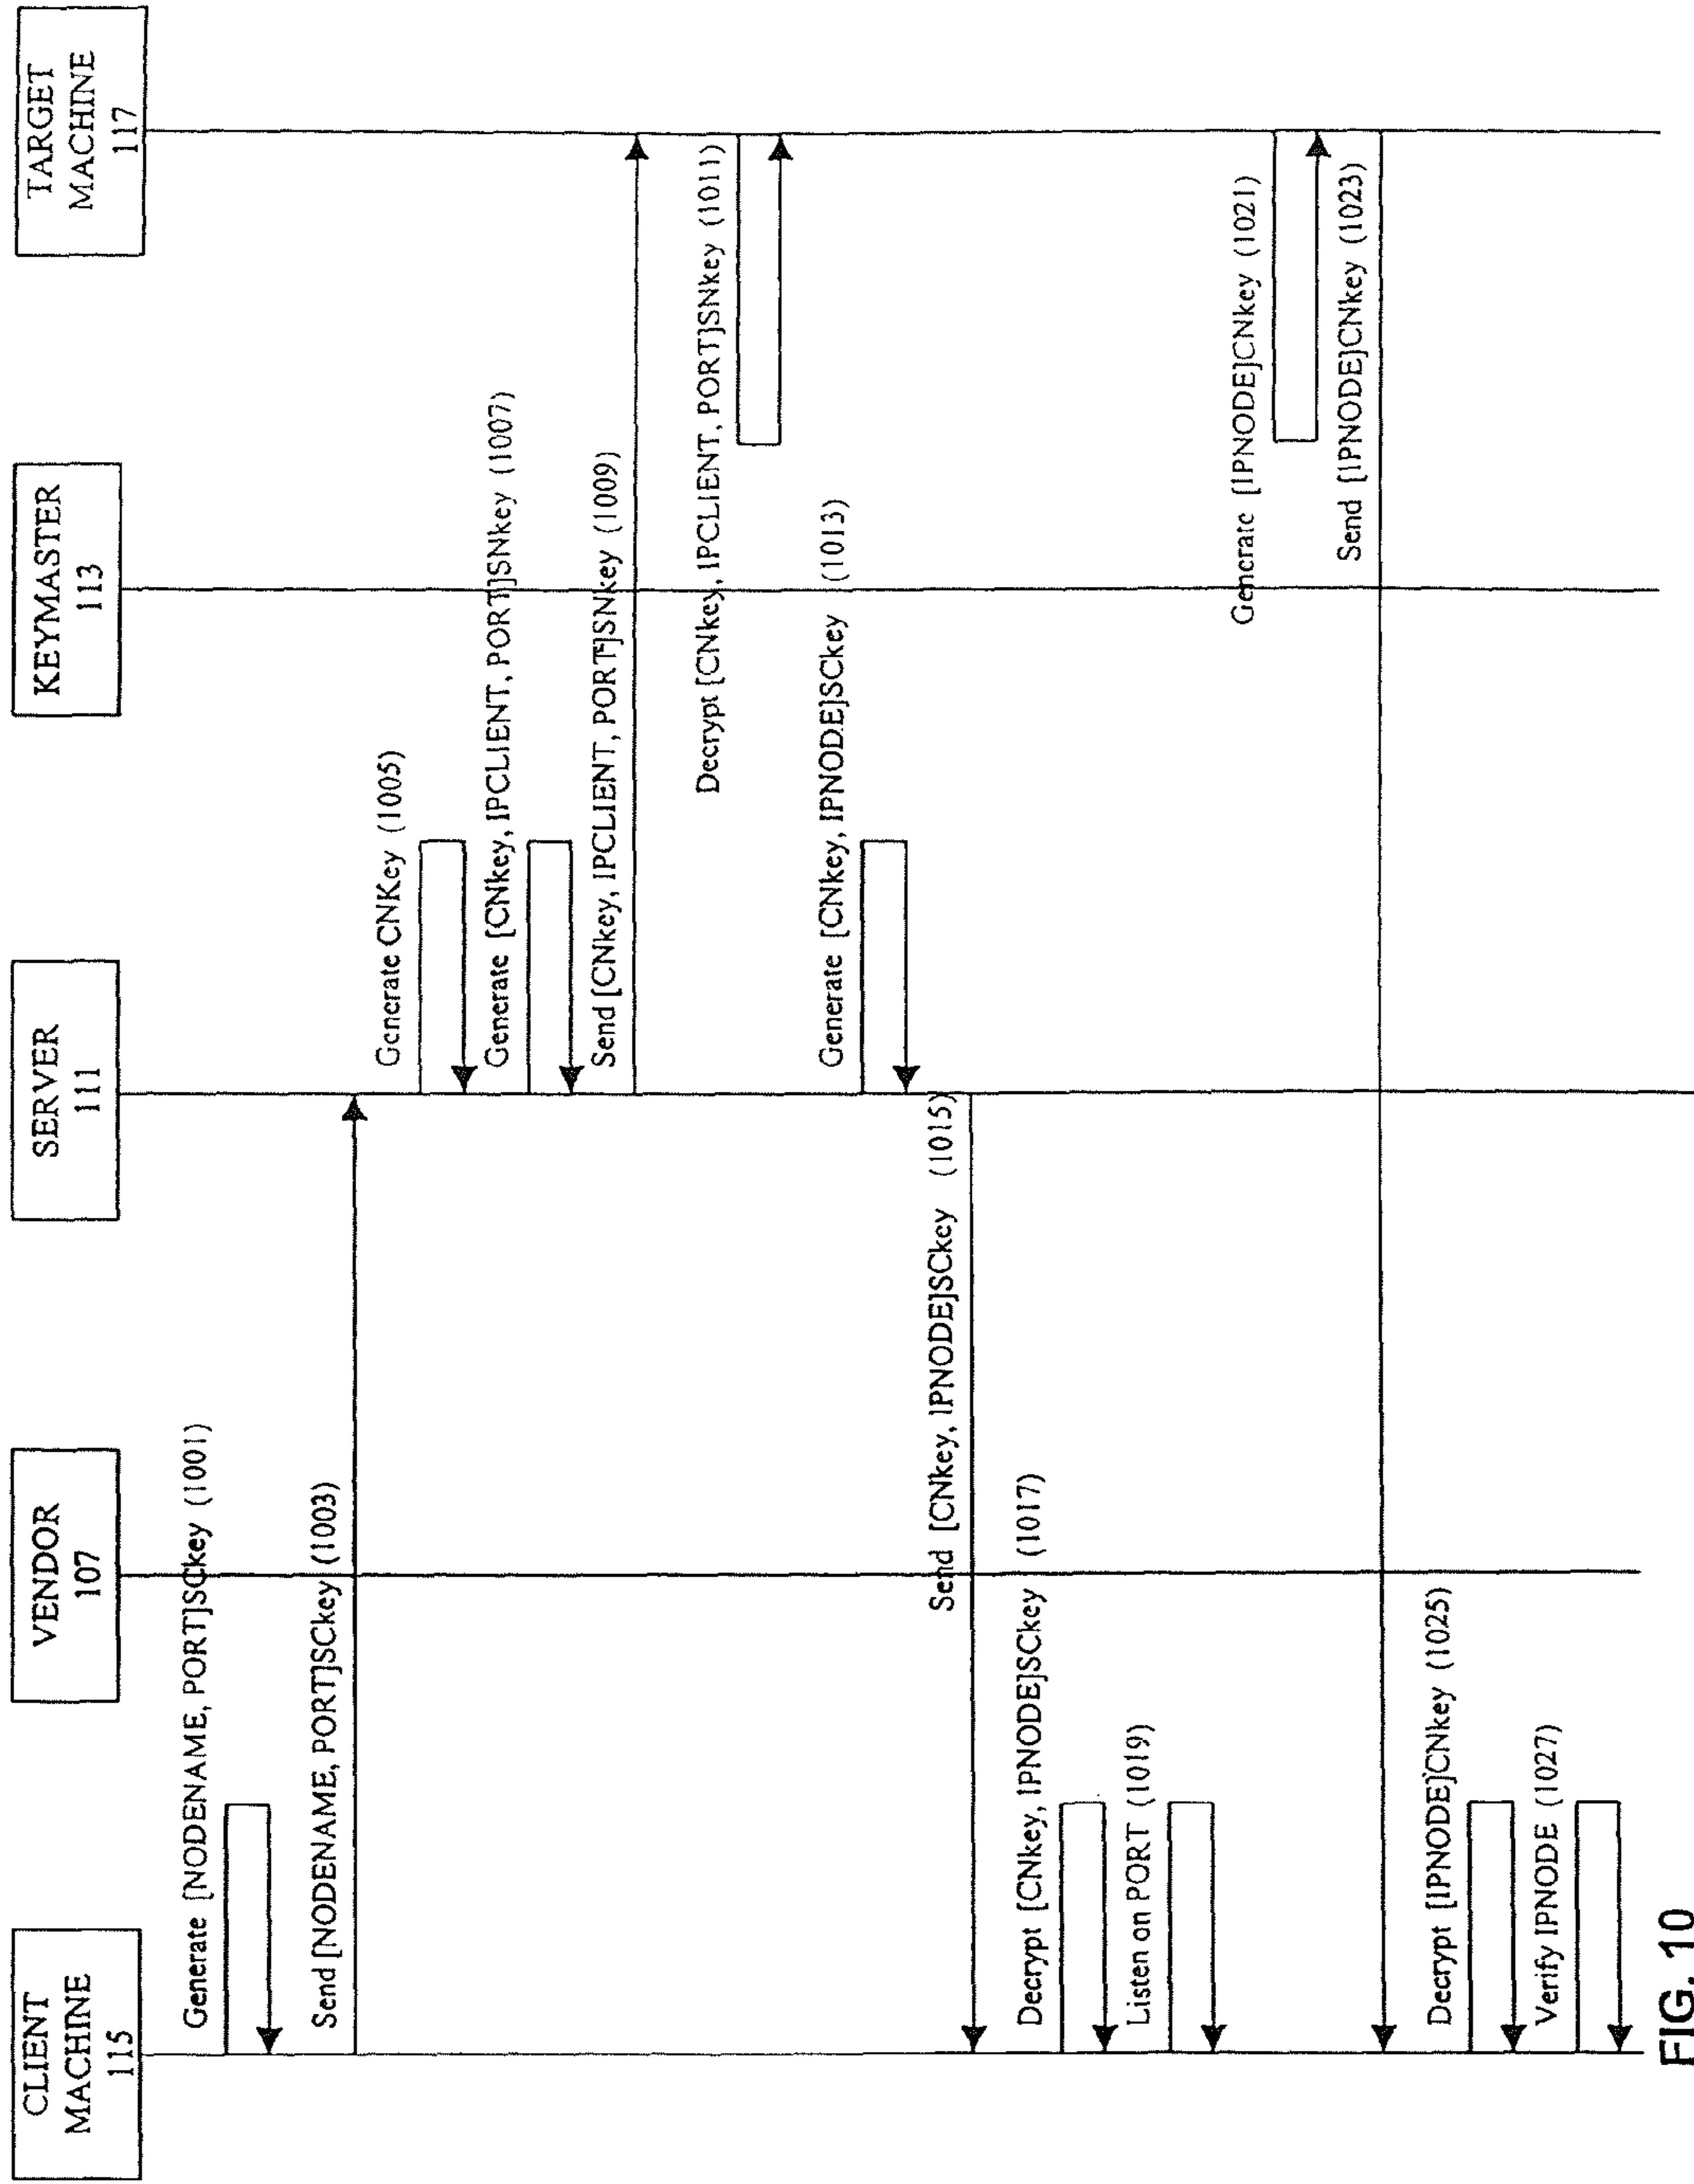 CLIENT
MACHINE
115
VENDOR
107
SERVER
111
KEYMASTER
113
TARGET
MACHINE
117
Generate [NODENAME, PORT]SCkey (1001)
Send [NODENAME, PORT]SCkey (1003)
Generate CNKey (1005)
Generate [CNkey, IPCLIENT, PORT]SNkey (1007)
Send [CNkey, IPCLIENT, PORT]SNkey (1009)
Decrypt [CNkey, IPCLIENT, PORT]SNkey (1011)
Generate [CNkey, IPNODE]SCkey (1013)
Send [CNkey, IPNODE]SCkey (1015)
Decrypt [CNkey, IPNODE]SCkey (1017)
Listen on PORT (1019)
Generate [IPNODE]CNkey (1021)
Send [IPNODE]CNkey (1023)
Decrypt [IPNODE]CNkey (1025)
Verify IPNODE (1027)
FIG. 10